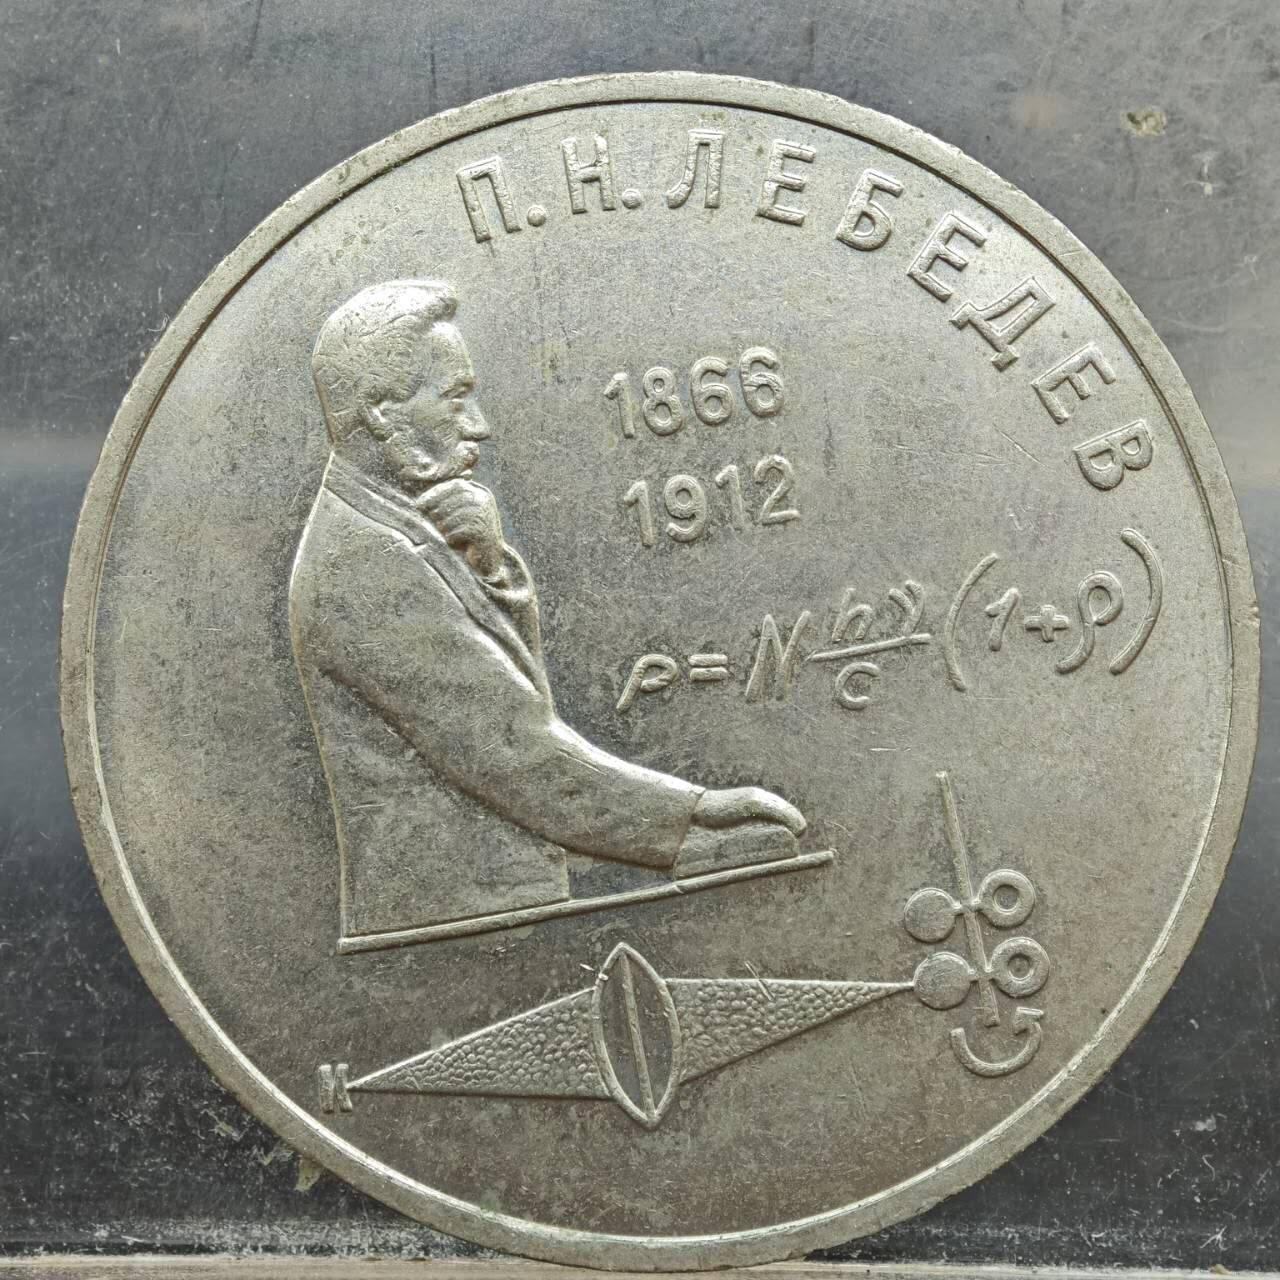 П.Н.ЛЕБЕДЕВ
1866
1912
p=N hν/c (1+ρ)
К